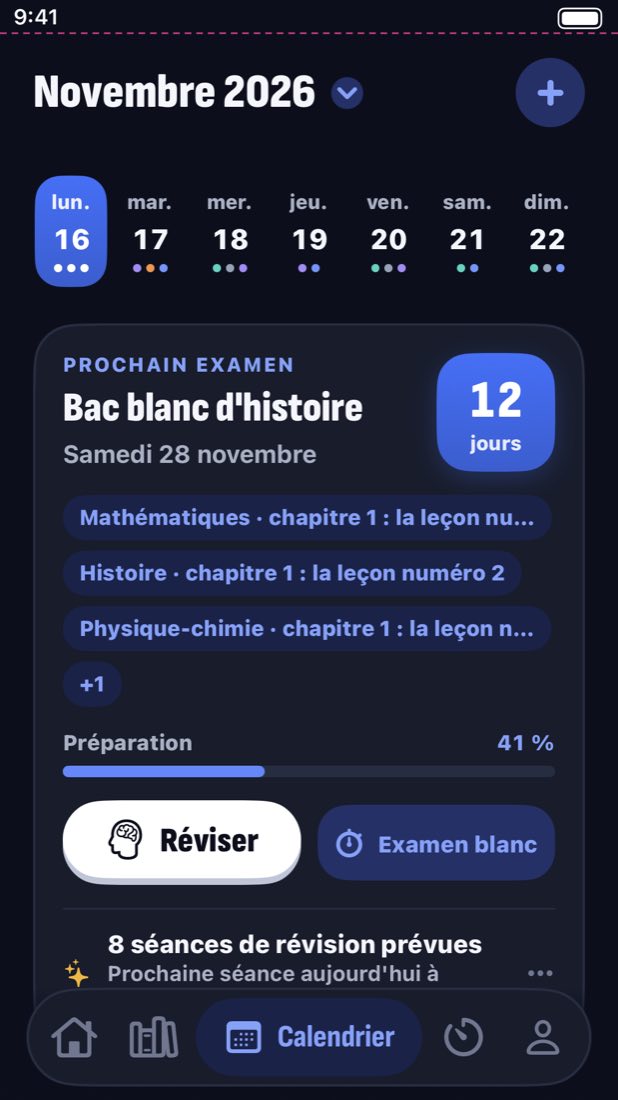 9:41
Novembre 2026
lun. mar. mer. jeu. ven. sam. dim.
16 17 18 19 20 21 22
PROCHAIN EXAMEN
Bac blanc d'histoire
Samedi 28 novembre
12
jours
Mathématiques · chapitre 1 : la leçon nu...
Histoire · chapitre 1 : la leçon numéro 2
Physique-chimie · chapitre 1 : la leçon n...
+1
Préparation 41 %
Réviser
Examen blanc
8 séances de révision prévues
Prochaine séance aujourd'hui à
Calendrier